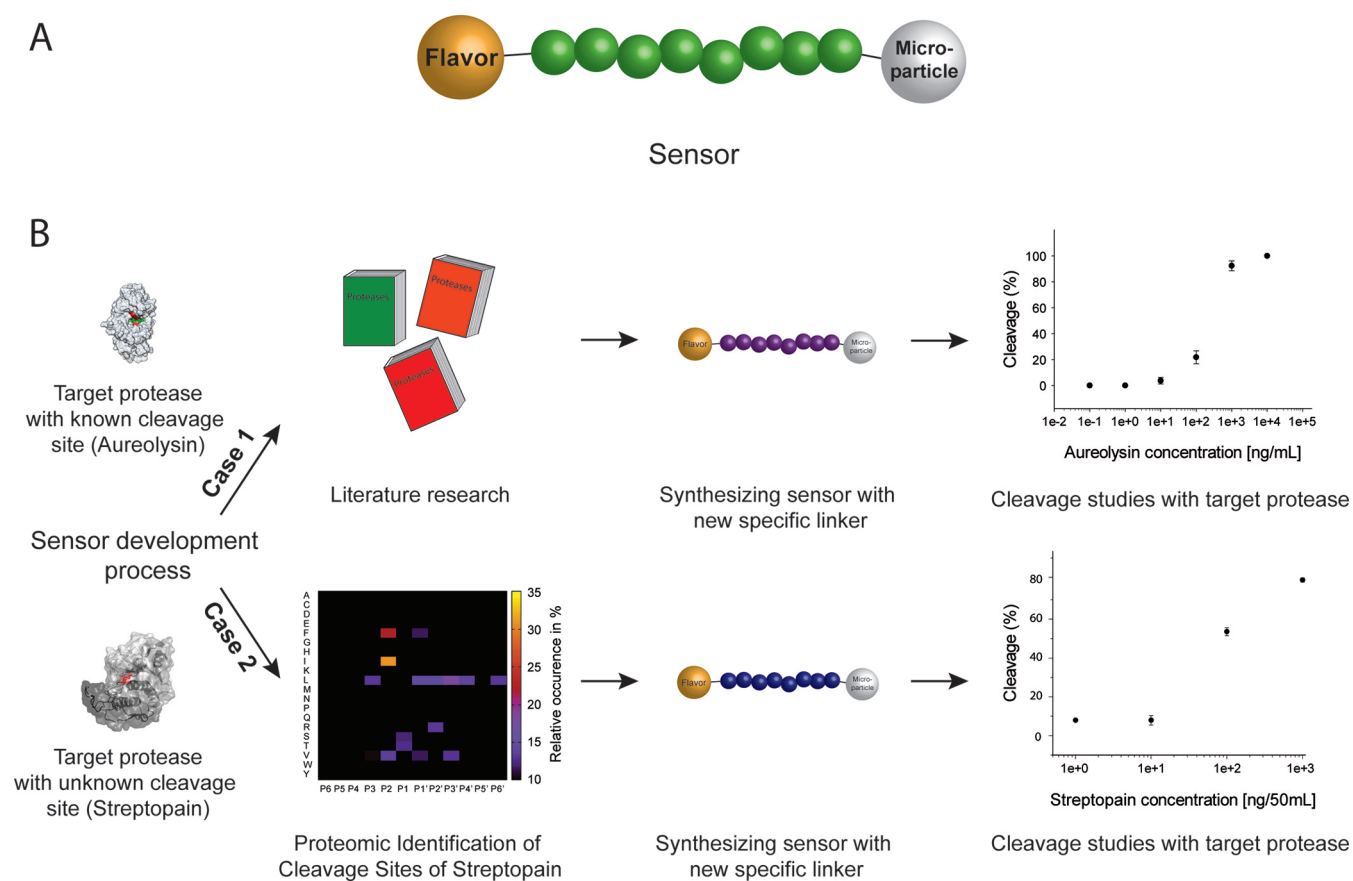 A
Flavor
Micro-
particle
Sensor
B
Target protease
with known cleavage
site (Aureolysin)
Case 1
Proteases
Proteases
Proteases
Literature research
Flavor
Micro-
particle
Synthesizing sensor with
new specific linker
Cleavage (%)
100
80
60
40
20
0
1e-2 1e-1 1e+0 1e+1 1e+2 1e+3 1e+4 1e+5
Aureolysin concentration [ng/mL]
Cleavage studies with target protease
Sensor development
process
Case 2
Target protease
with unknown cleavage
site (Streptopain)
A
C
D
E
F
G
H
I
K
L
M
N
P
Q
R
S
T
V
W
Y
P6 P5 P4 P3 P2 P1 P1' P2' P3' P4' P5' P6'
35
30
25
20
15
10
Relative occurence in %
Proteomic Identification of
Cleavage Sites of Streptopain
Flavor
Micro-
particle
Synthesizing sensor with
new specific linker
Cleavage (%)
80
60
40
20
0
1e+0 1e+1 1e+2 1e+3
Streptopain concentration [ng/50mL]
Cleavage studies with target protease